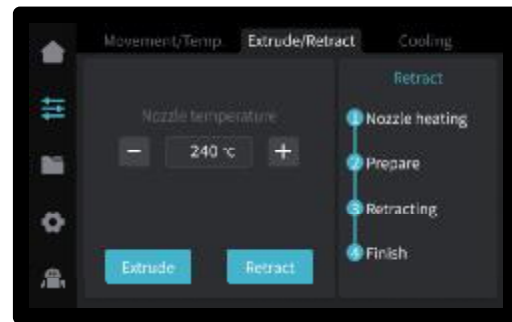 Movement/Temp. Extrude/Retract Cooling
Retract
Nozzle temperature
1 Nozzle heating
− 240 ℃ +
2 Prepare
3 Retracting
4 Finish
Extrude Retract